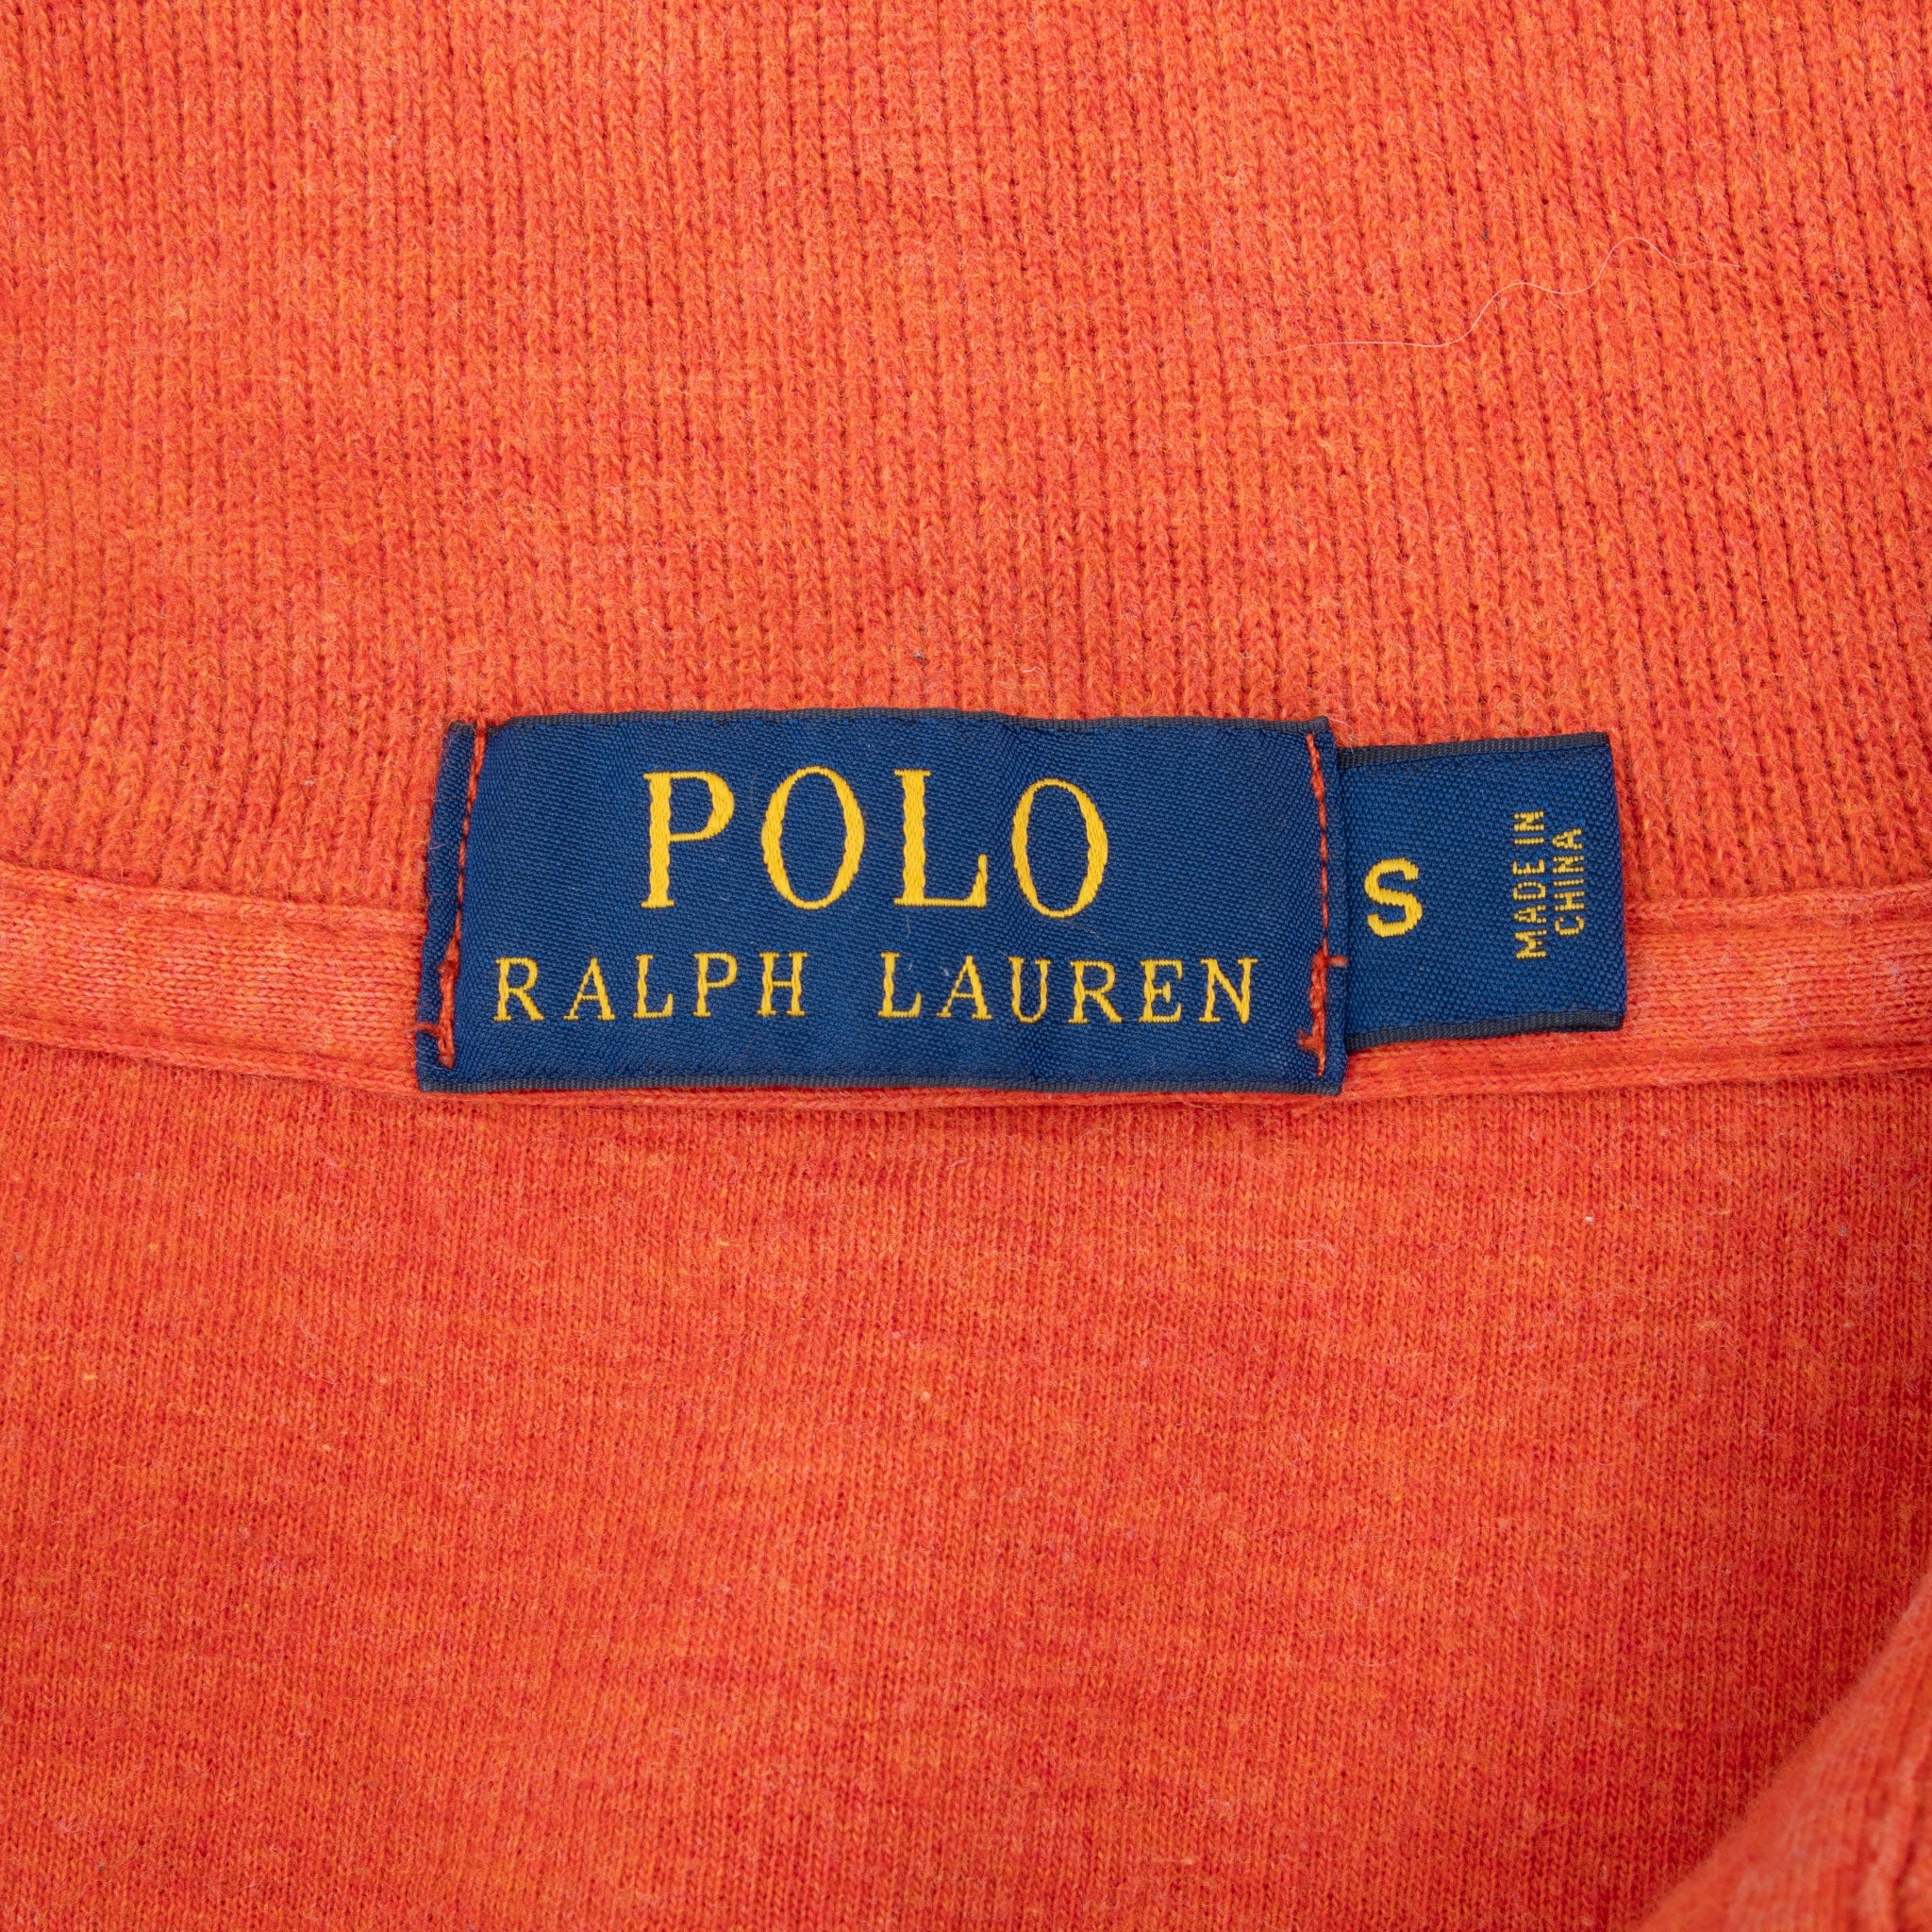 POLO
RALPH LAUREN
S
MADE IN
CHINA